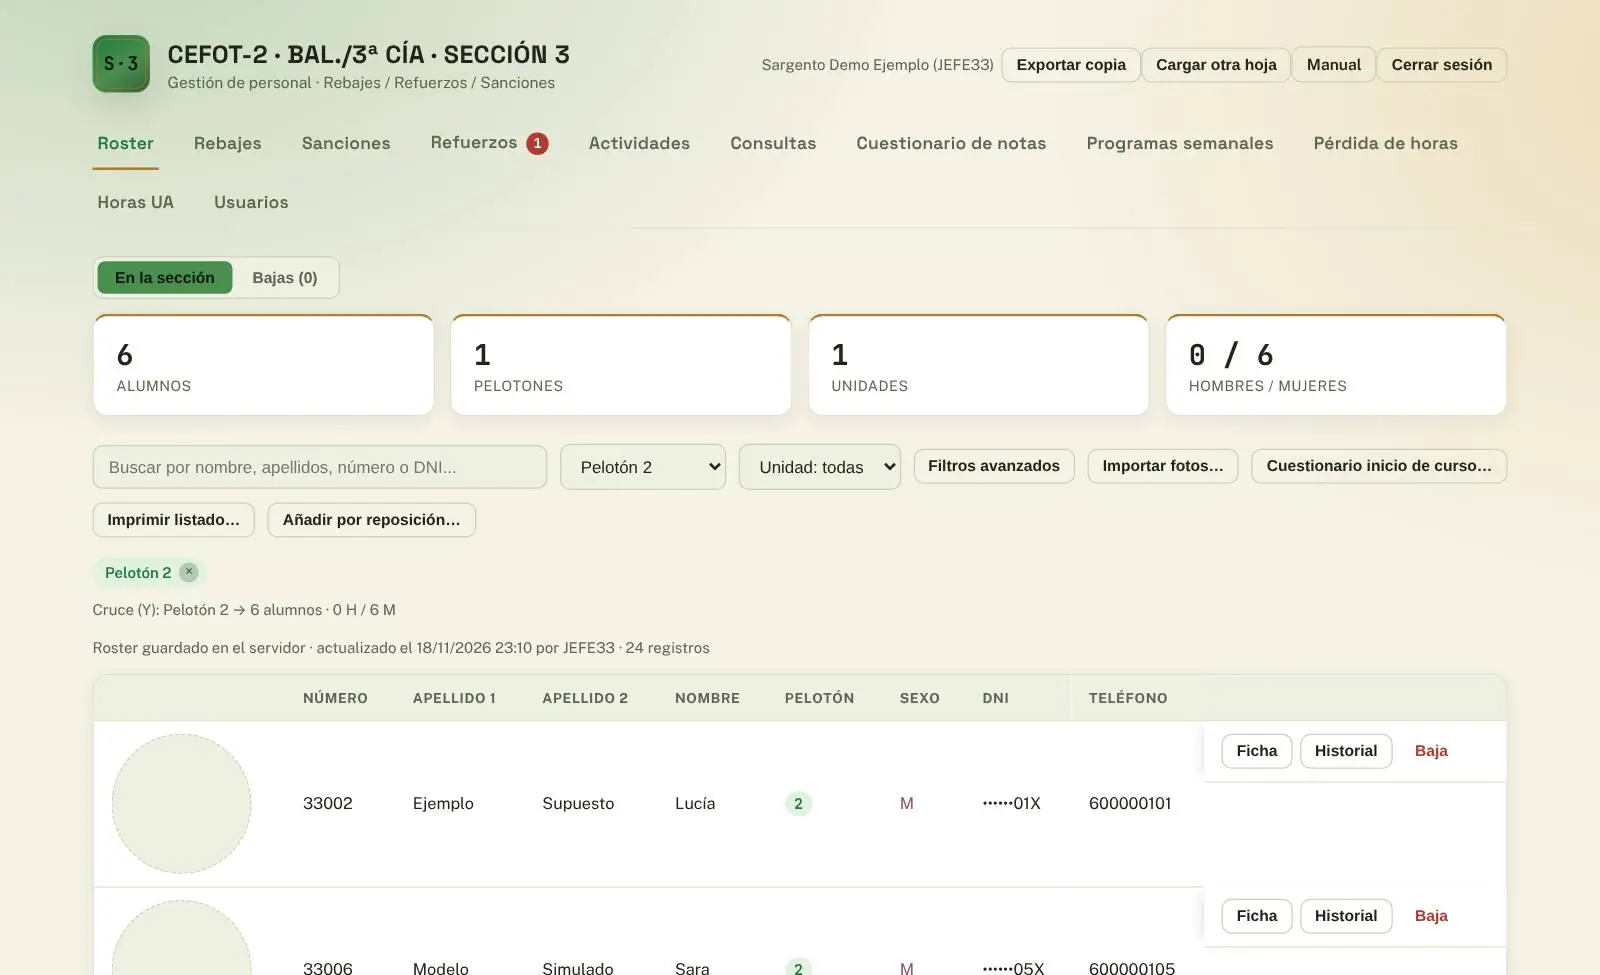 S·3
CEFOT-2 · BAL./3ª CÍA · SECCIÓN 3
Gestión de personal · Rebajes / Refuerzos / Sanciones
Sargento Demo Ejemplo (JEFE33) Exportar copia Cargar otra hoja Manual Cerrar sesión
Roster Rebajes Sanciones Refuerzos 1 Actividades Consultas Cuestionario de notas Programas semanales Pérdida de horas
Horas UA Usuarios
En la sección Bajas (0)
6 1 1 0 / 6
ALUMNOS PELOTONES UNIDADES HOMBRES / MUJERES
Buscar por nombre, apellidos, número o DNI... Pelotón 2 Unidad: todas Filtros avanzados Importar fotos... Cuestionario inicio de curso...
Imprimir listado... Añadir por reposición...
Pelotón 2 ×
Cruce (Y): Pelotón 2 → 6 alumnos · 0 H / 6 M
Roster guardado en el servidor · actualizado el 18/11/2026 23:10 por JEFE33 · 24 registros
NÚMERO APELLIDO 1 APELLIDO 2 NOMBRE PELOTÓN SEXO DNI TELÉFONO
Ficha Historial Baja
33002 Ejemplo Supuesto Lucía 2 M ••••••01X 600000101
Ficha Historial Baja
33006 Modelo Simulado Sara 2 M ••••••05X 600000105